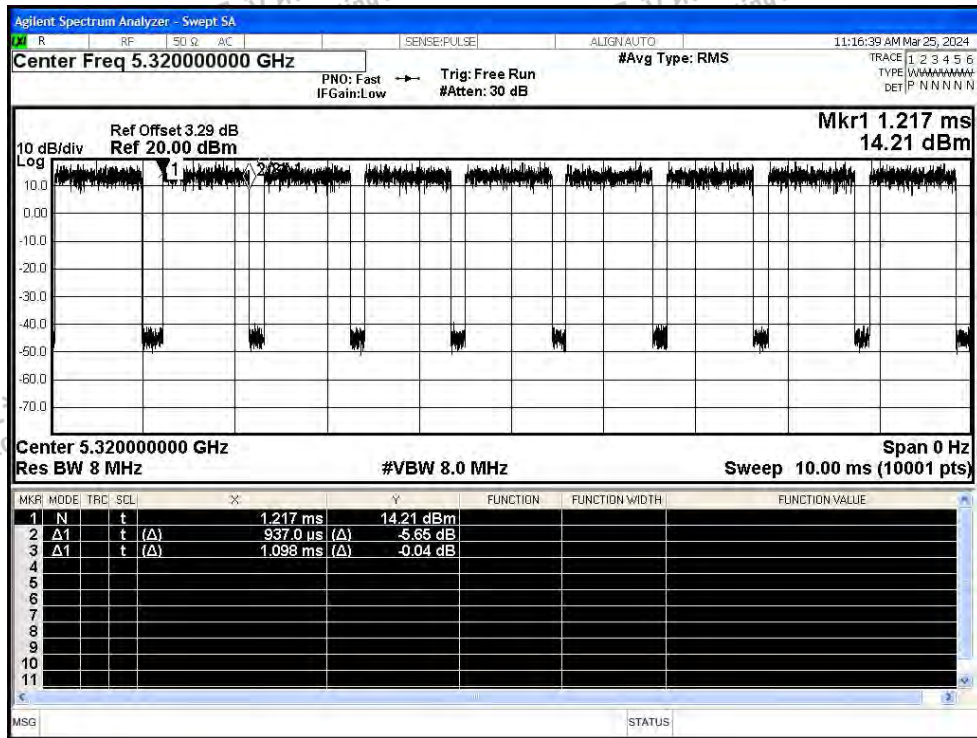 Agilent Spectrum Analyzer - Swept SA
LXI R RF 50 Ω AC SENSE:PULSE ALIGN AUTO 11:16:39 AM Mar 25, 2024
Center Freq 5.320000000 GHz #Avg Type: RMS TRACE 1 2 3 4 5 6
PNO: Fast Trig: Free Run TYPE WWWWWW
IFGain:Low #Atten: 30 dB DET P N N N N N
Mkr1 1.217 ms
14.21 dBm
Ref Offset 3.29 dB
10 dB/div Ref 20.00 dBm
Log
1
10.0
0.00
-10.0
-20.0
-30.0
-40.0
-50.0
-60.0
-70.0
Center 5.320000000 GHz Span 0 Hz
Res BW 8 MHz #VBW 8.0 MHz Sweep 10.00 ms (10001 pts)
MKR MODE TRC SCL X Y FUNCTION FUNCTION WIDTH FUNCTION VALUE
1 N t 1.217 ms 14.21 dBm
2 Δ1 t (Δ) 937.0 µs (Δ) -5.65 dB
3 Δ1 t (Δ) 1.098 ms (Δ) -0.04 dB
4
5
6
7
8
9
10
11
MSG STATUS